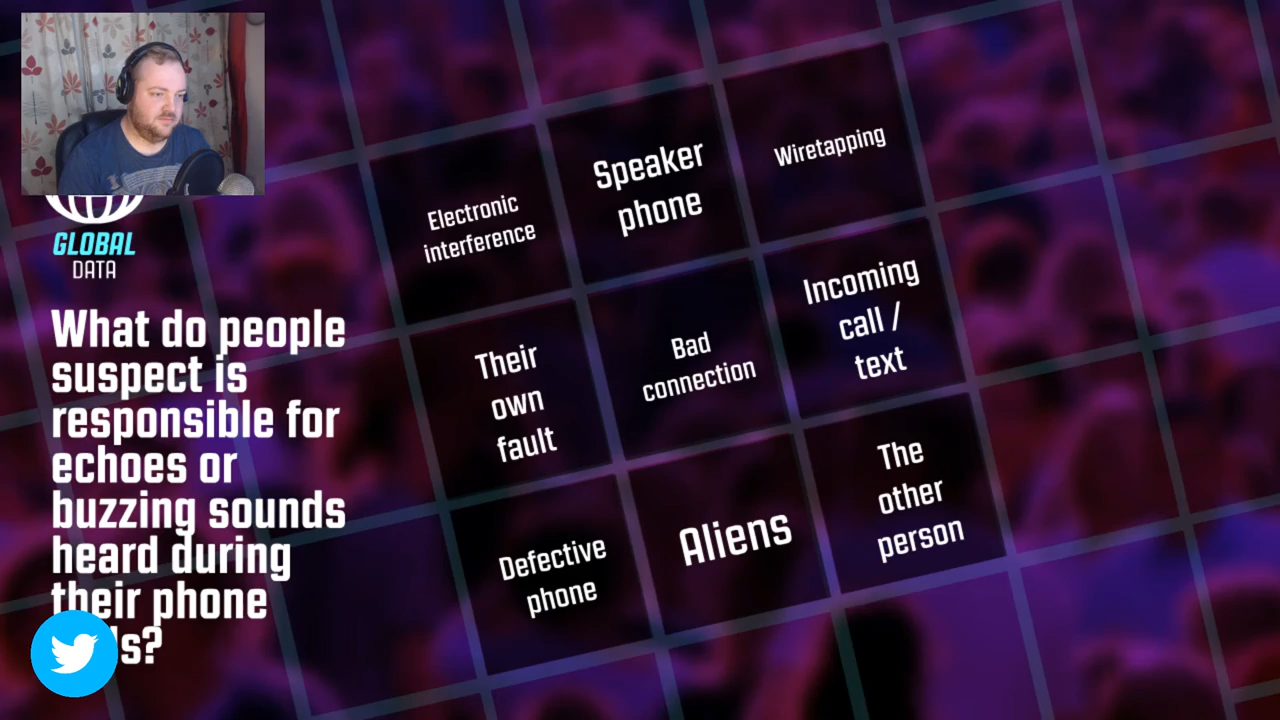 GLOBAL
DATA
What do people
suspect is
responsible for
echoes or
buzzing sounds
heard during
their phone
Electronic
interference
Speaker
phone
Wiretapping
Their
own
fault
Bad
connection
Incoming
call /
text
Defective
phone
Aliens
The
other
person